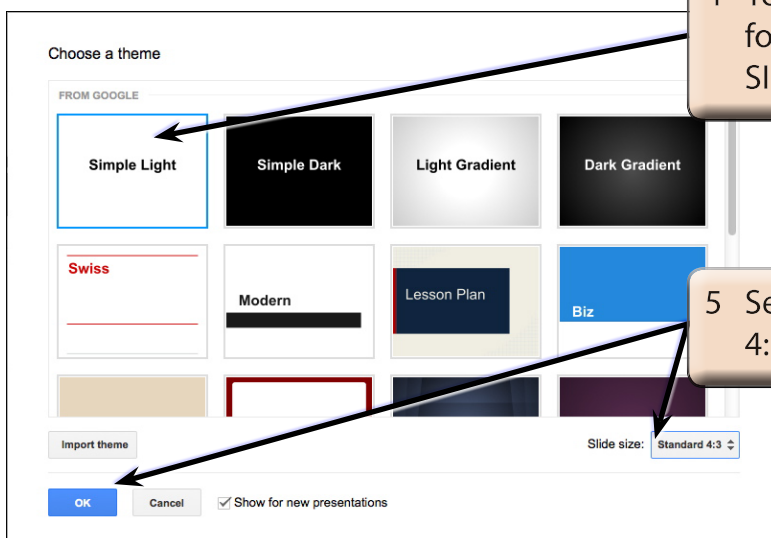 Choose a theme
FROM GOOGLE
Simple Light
Simple Dark
Light Gradient
Dark Gradient
Swiss
Modern
Lesson Plan
Biz
5
4:
Import theme
Slide size: Standard 4:3
OK
Cancel
Show for new presentations